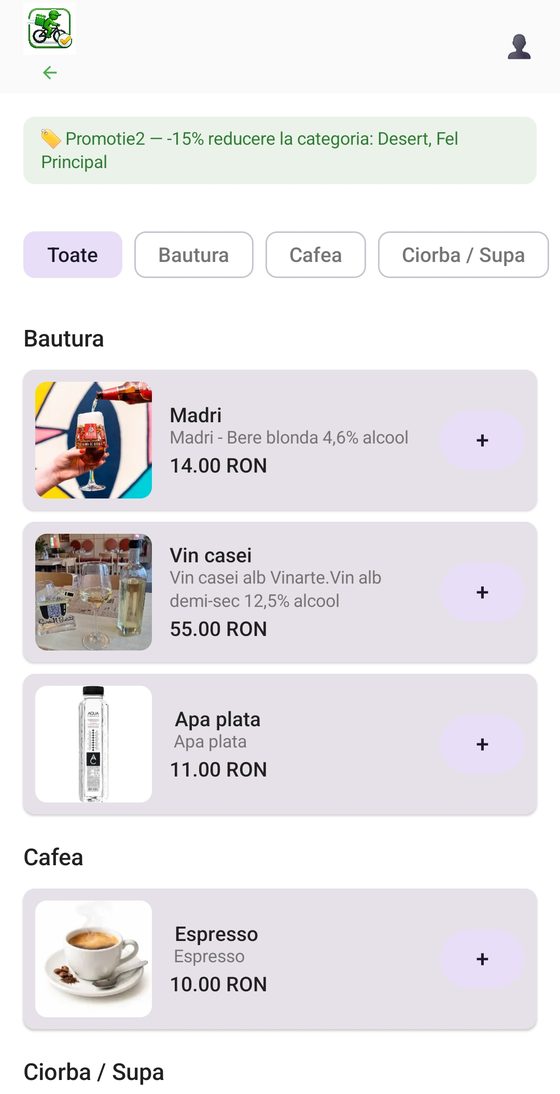 Promotie2 — -15% reducere la categoria: Desert, Fel
Principal
Toate
Bautura
Cafea
Ciorba / Supa
Bautura
Madri
Madri - Bere blonda 4,6% alcool
14.00 RON
+
Vin casei
Vin casei alb Vinarte.Vin alb
demi-sec 12,5% alcool
55.00 RON
+
Apa plata
Apa plata
11.00 RON
+
Cafea
Espresso
Espresso
10.00 RON
+
Ciorba / Supa